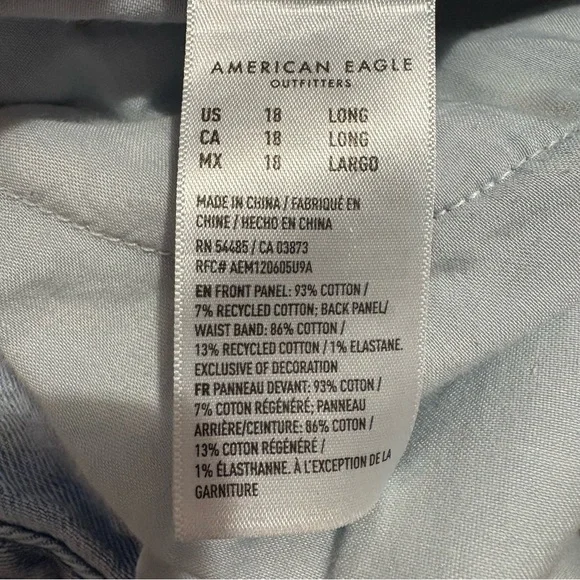 AMERICAN EAGLE
OUTFITTERS
US 18 LONG
CA 18 LONG
MX 18 LARGO
MADE IN CHINA / FABRIQUÉ EN
CHINE / HECHO EN CHINA
RN 54485 / CA 03873
RFC# AEM120605U9A
EN FRONT PANEL: 93% COTTON /
7% RECYCLED COTTON; BACK PANEL/
WAIST BAND: 86% COTTON /
13% RECYCLED COTTON / 1% ELASTANE.
EXCLUSIVE OF DECORATION
FR PANNEAU DEVANT: 93% COTON /
7% COTON RÉGÉNÉRÉ; PANNEAU
ARRIÈRE/CEINTURE: 86% COTON /
13% COTON RÉGÉNÉRÉ /
1% ÉLASTHANNE. À L'EXCEPTION DE LA
GARNITURE